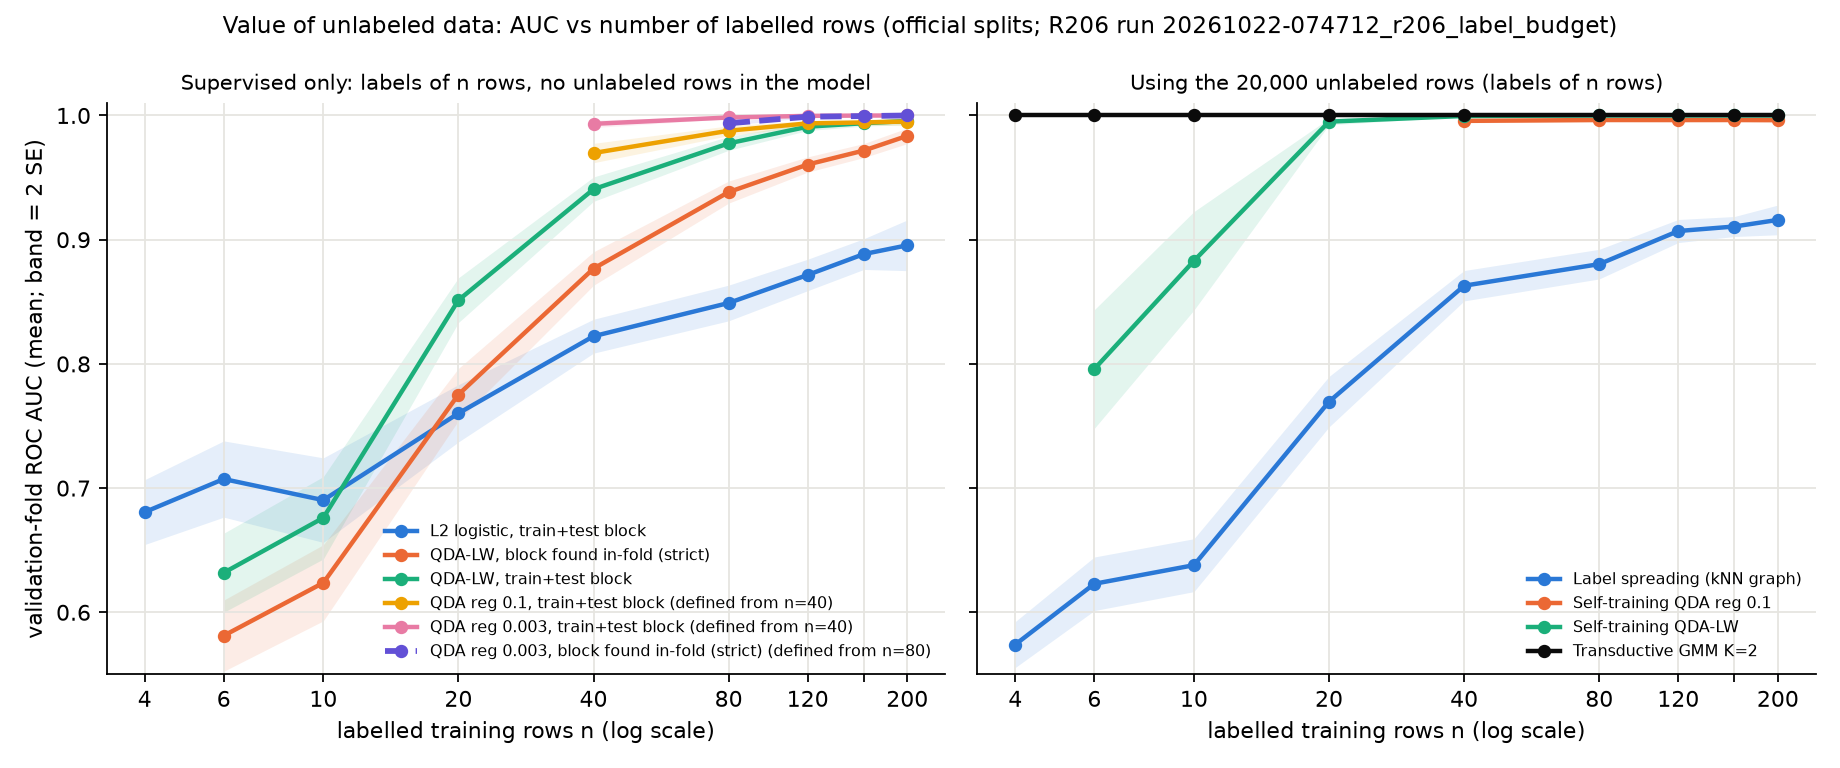 Value of unlabeled data: AUC vs number of labelled rows (official splits; R206 run 20261022-074712_r206_label_budget)
Supervised only: labels of n rows, no unlabeled rows in the model
validation-fold ROC AUC (mean; band = 2 SE)
1.0
0.9
0.8
0.7
0.6
L2 logistic, train+test block
QDA-LW, block found in-fold (strict)
QDA-LW, train+test block
QDA reg 0.1, train+test block (defined from n=40)
QDA reg 0.003, train+test block (defined from n=40)
QDA reg 0.003, block found in-fold (strict) (defined from n=80)
4 6 10 20 40 80 120 200
labelled training rows n (log scale)
Using the 20,000 unlabeled rows (labels of n rows)
Label spreading (kNN graph)
Self-training QDA reg 0.1
Self-training QDA-LW
Transductive GMM K=2
4 6 10 20 40 80 120 200
labelled training rows n (log scale)